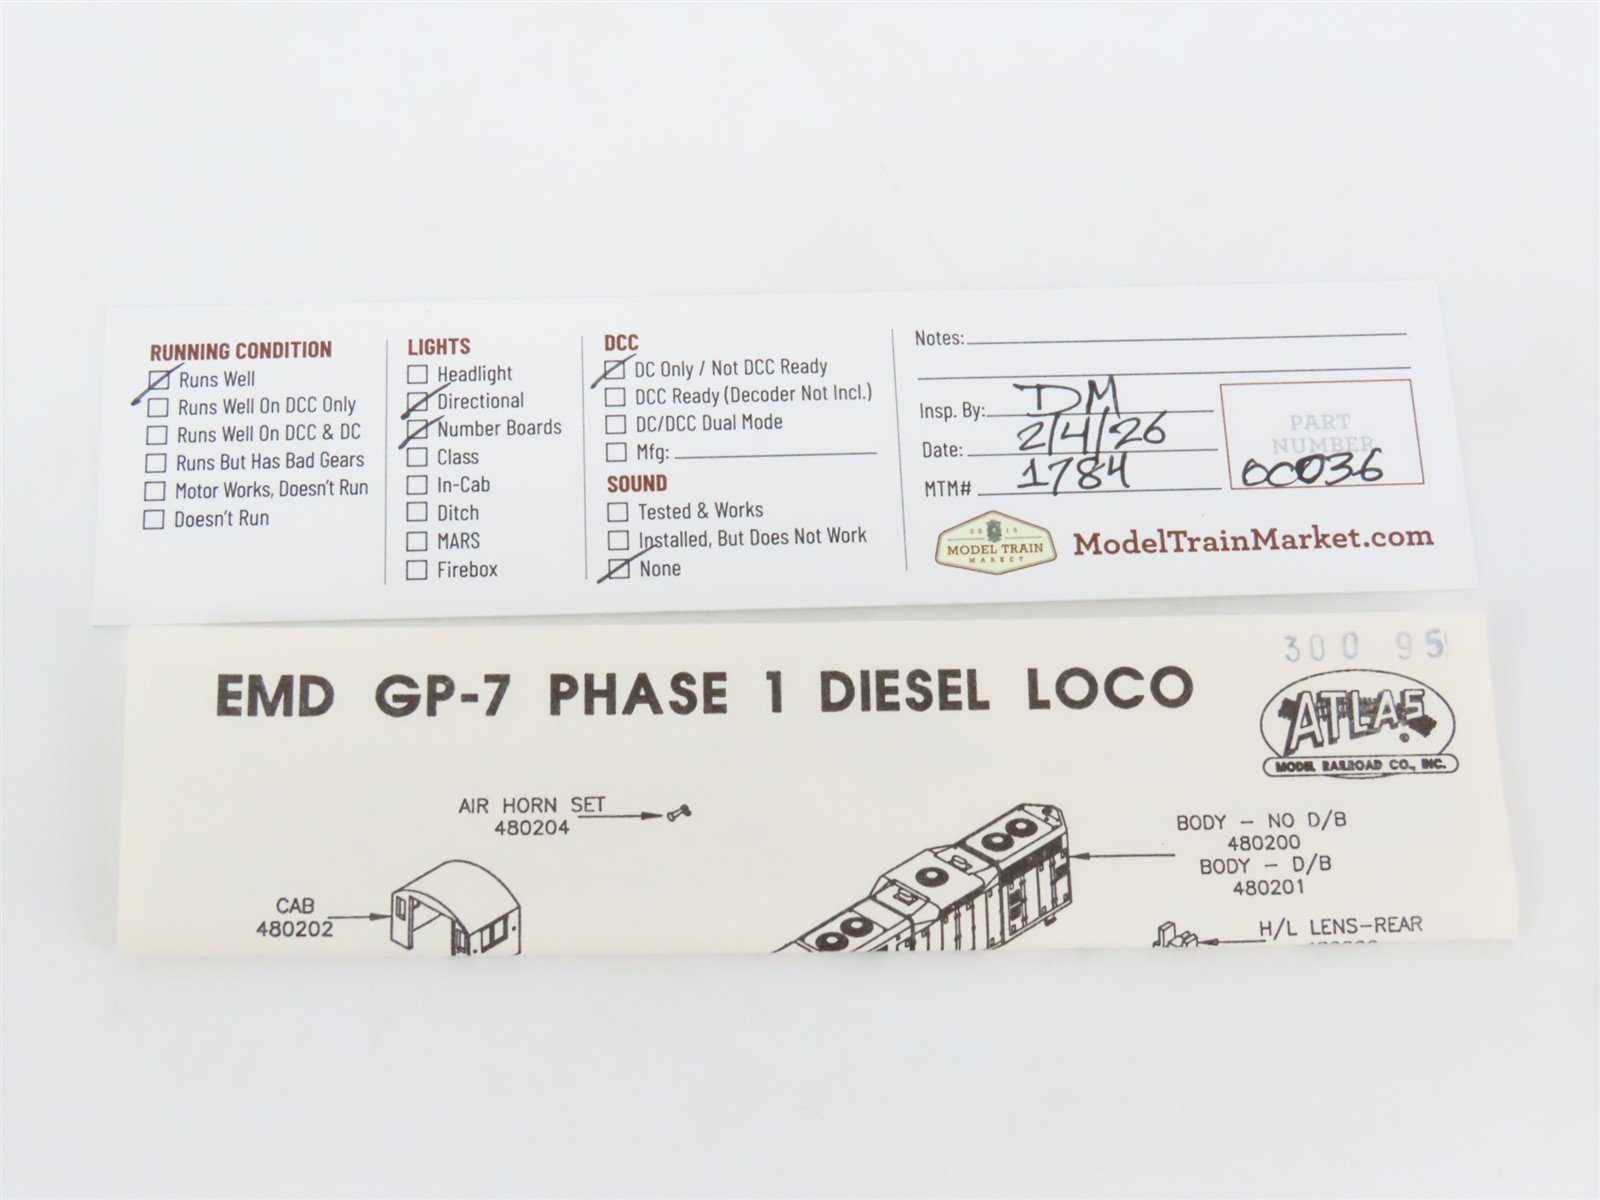 RUNNING CONDITION
Runs Well
Runs Well On DCC Only
Runs Well On DCC & DC
Runs But Has Bad Gears
Motor Works, Doesn't Run
Doesn't Run
LIGHTS
Headlight
Directional
Number Boards
Class
In-Cab
Ditch
MARS
Firebox
DCC
DC Only / Not DCC Ready
DCC Ready (Decoder Not Incl.)
DC/DCC Dual Mode
Mfg:
SOUND
Tested & Works
Installed, But Does Not Work
None
Notes:
Insp. By: DM
Date: 2/4/26
MTM# 1784
PART
NUMBER
00036
2015
MODEL TRAIN
MARKET
ModelTrainMarket.com
300 95
EMD GP-7 PHASE 1 DIESEL LOCO
ATLAS
MODEL RAILROAD CO., INC.
AIR HORN SET
480204
BODY - NO D/B
480200
BODY - D/B
480201
CAB
480202
H/L LENS-REAR